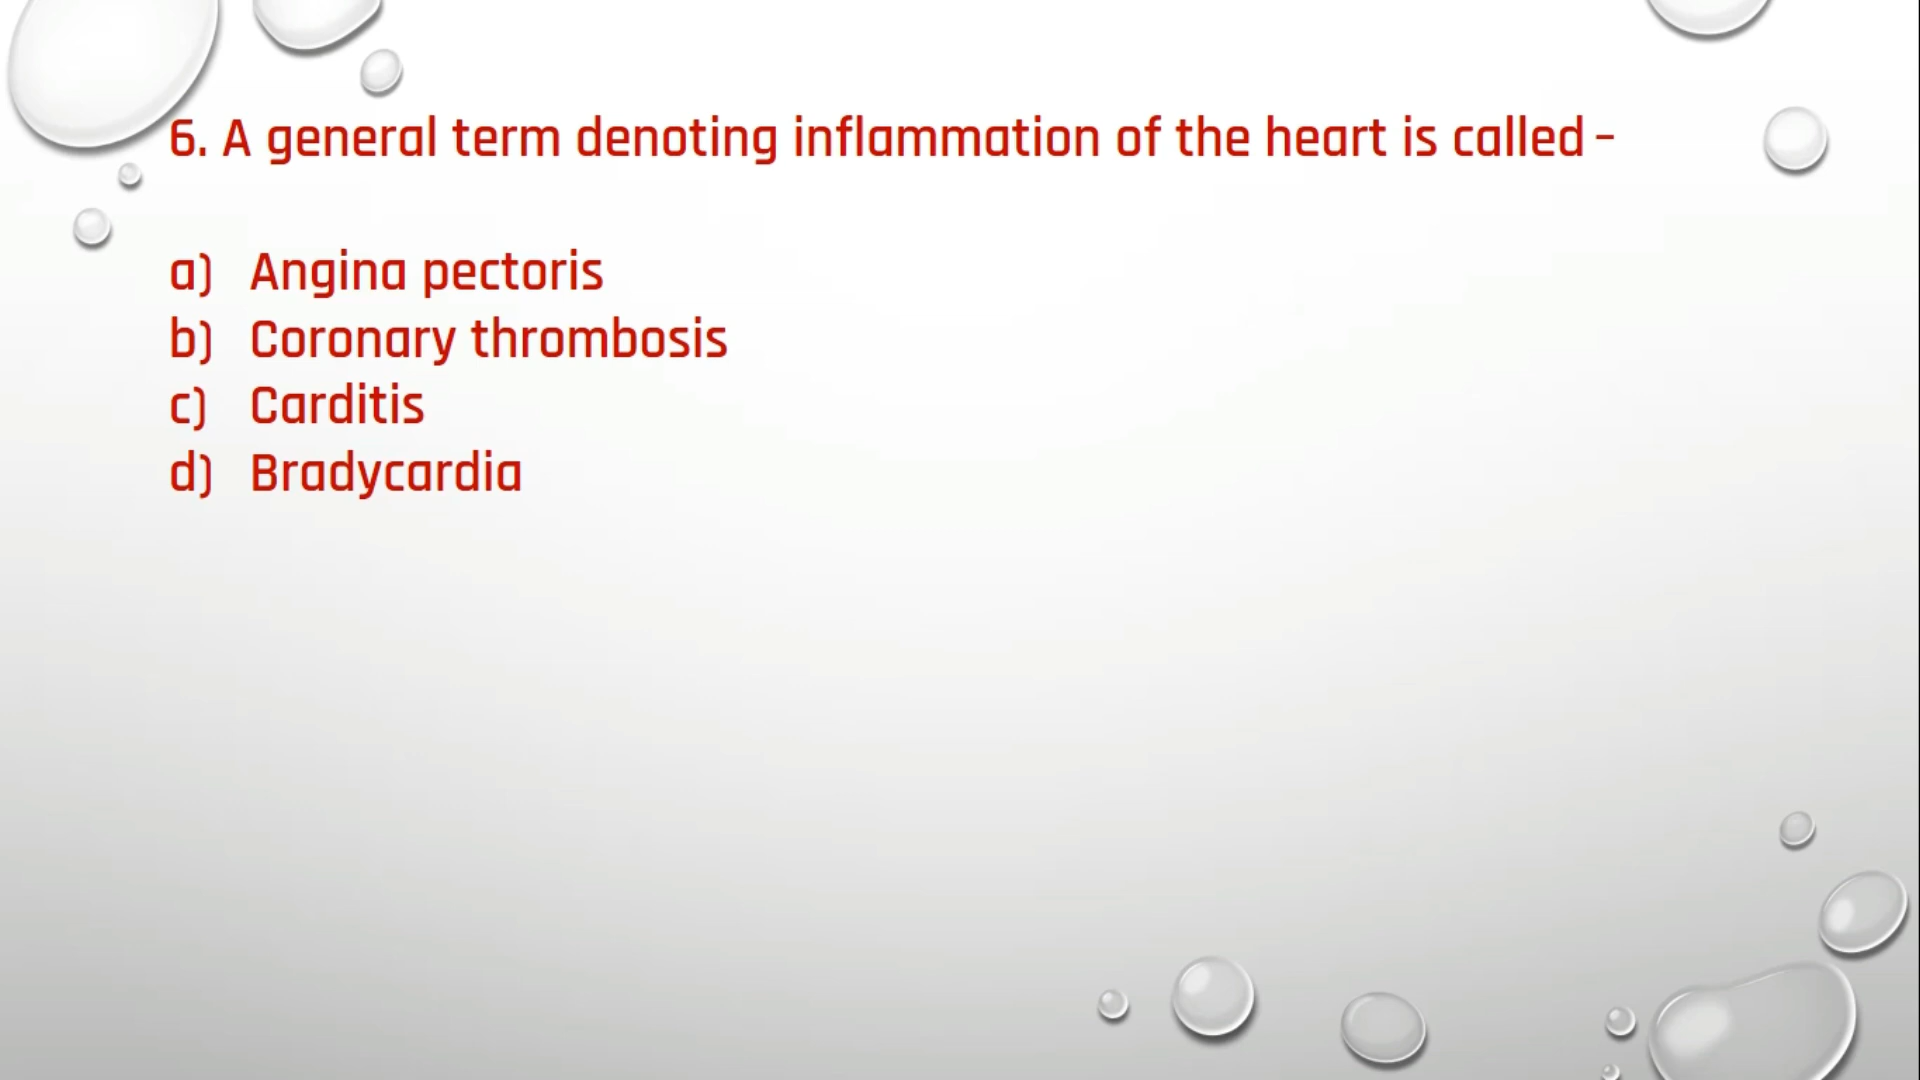 6. A general term denoting inflammation of the heart is called –
a) Angina pectoris
b) Coronary thrombosis
c) Carditis
d) Bradycardia